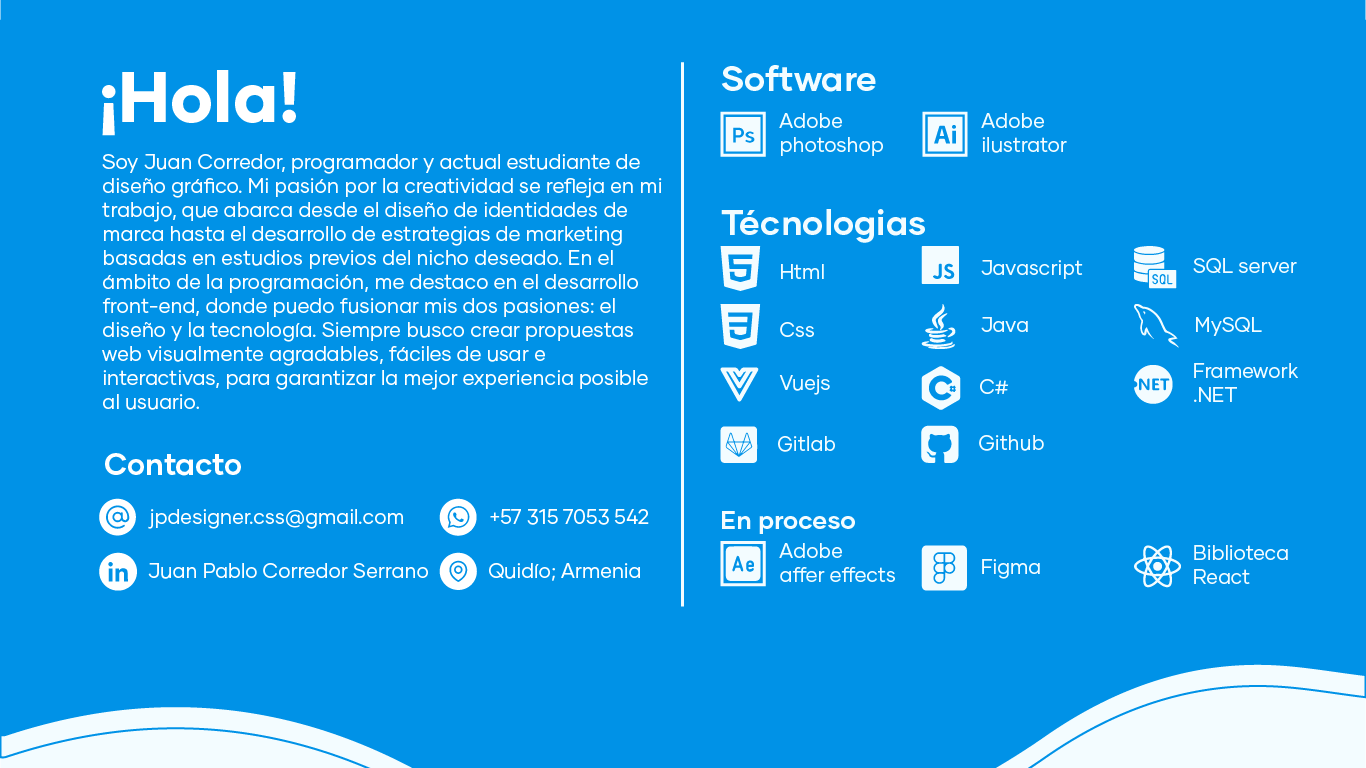 ¡Hola!
Soy Juan Corredor, programador y actual estudiante de
diseño gráfico. Mi pasión por la creatividad se refleja en mi
trabajo, que abarca desde el diseño de identidades de
marca hasta el desarrollo de estrategias de marketing
basadas en estudios previos del nicho deseado. En el
ámbito de la programación, me destaco en el desarrollo
front-end, donde puedo fusionar mis dos pasiones: el
diseño y la tecnología. Siempre busco crear propuestas
web visualmente agradables, fáciles de usar e
interactivas, para garantizar la mejor experiencia posible
al usuario.
Contacto
jpdesigner.css@gmail.com
+57 315 7053 542
in
Juan Pablo Corredor Serrano
Quidío; Armenia
Software
Ps
Adobe
photoshop
Ai
Adobe
ilustrator
Técnologias
Html
JS
Javascript
SQL
SQL server
Css
Java
MySQL
Vuejs
C#
.NET
Framework
.NET
Gitlab
Github
En proceso
Ae
Adobe
affer effects
Figma
Biblioteca
React